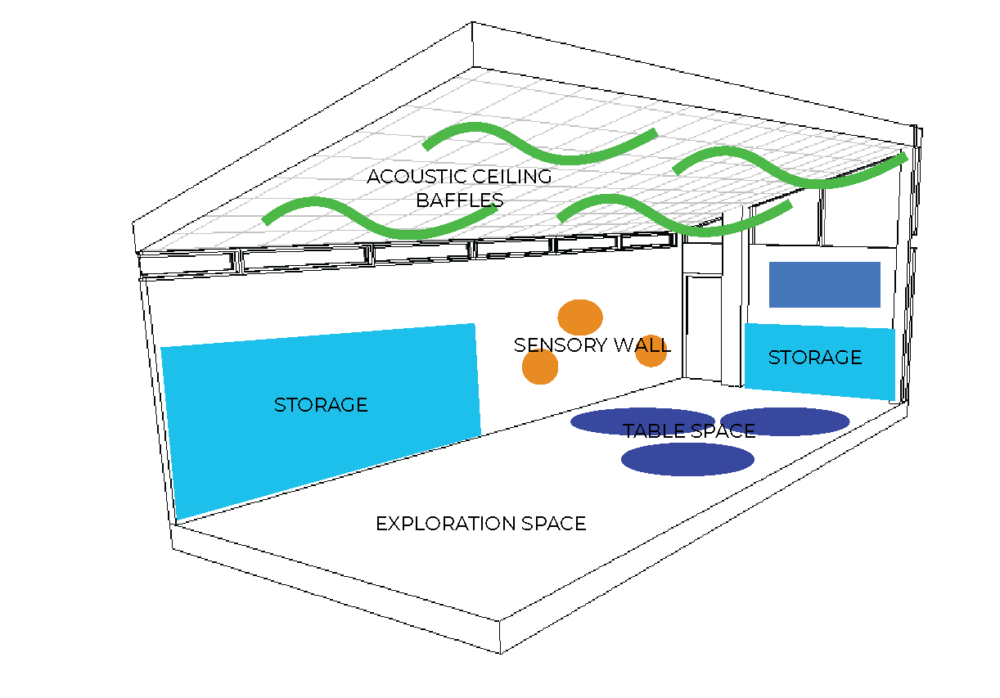 ACOUSTIC CEILING
BAFFLES
SENSORY WALL
STORAGE
STORAGE
TABLE SPACE
EXPLORATION SPACE